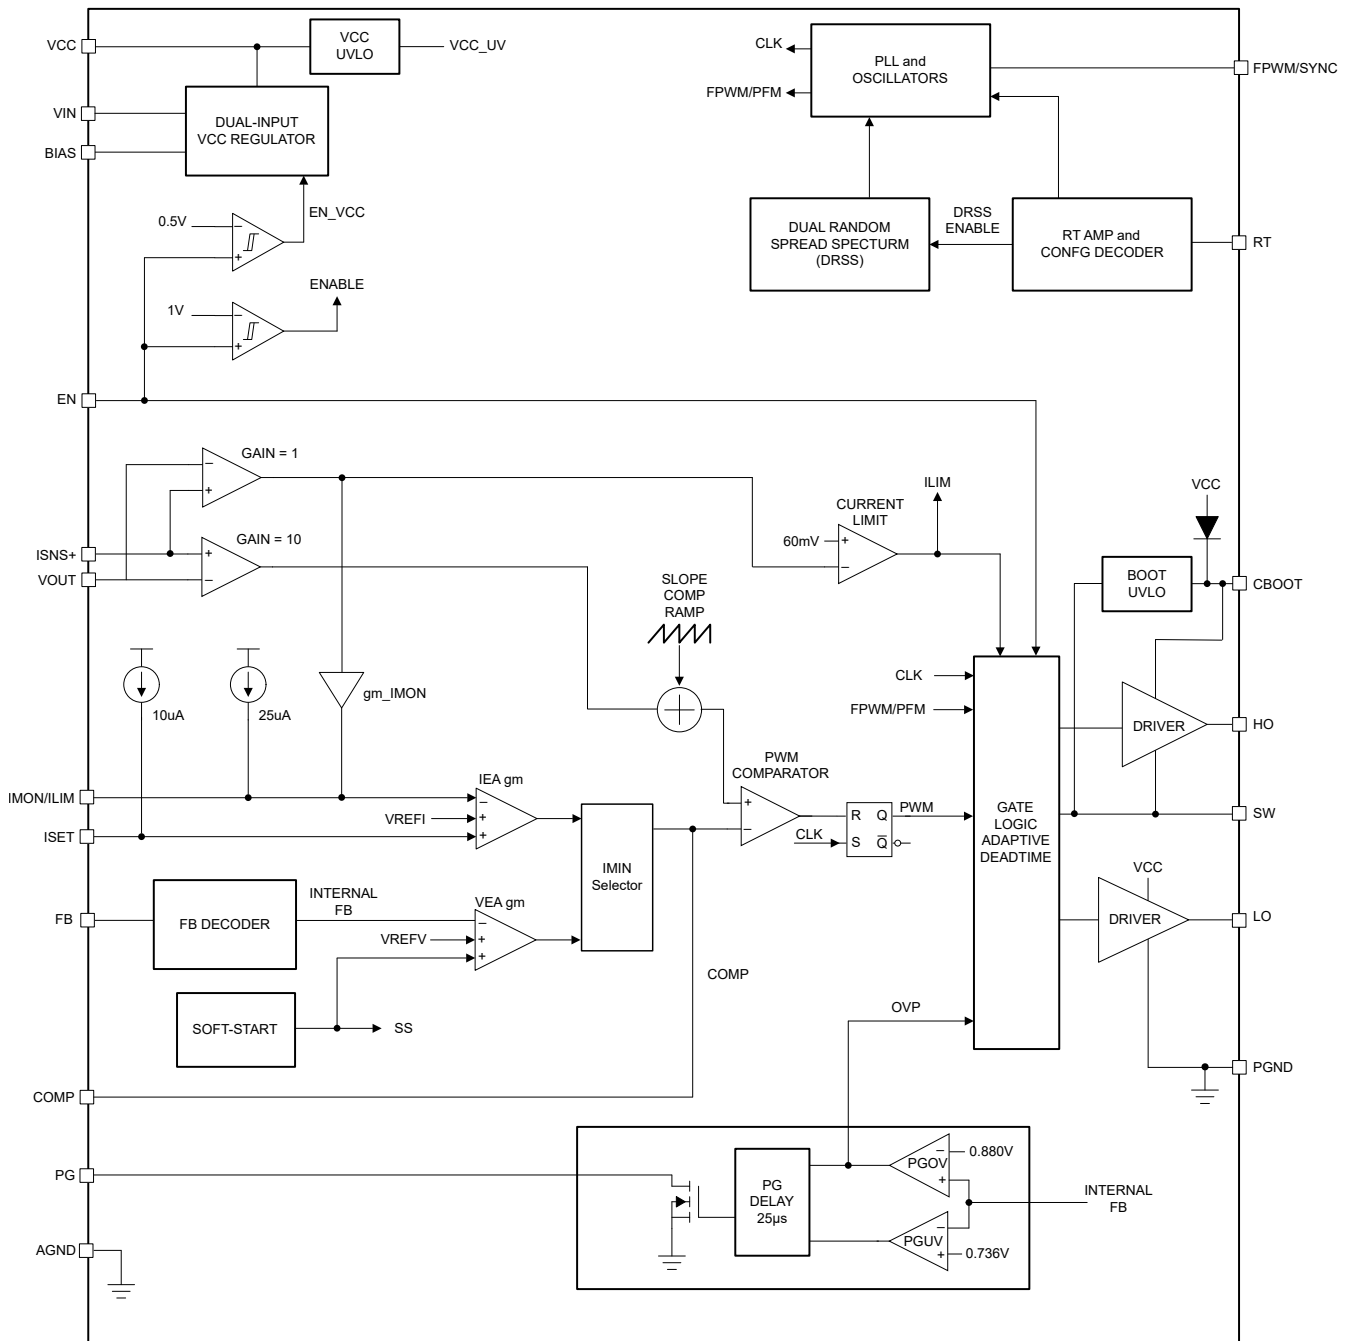 VCC
VCC
UVLO
VCC_UV
CLK
PLL and
OSCILLATORS
FPWM/SYNC
FPWM/PFM
VIN
DUAL-INPUT
VCC REGULATOR
BIAS
EN_VCC
0.5V
−
+
DUAL RANDOM
SPREAD SPECTURM
(DRSS)
DRSS
ENABLE
RT AMP and
CONFG DECODER
RT
ENABLE
1V
−
+
EN
GAIN = 1
−
+
ILIM
VCC
CURRENT
LIMIT
60mV
+
−
GAIN = 10
ISNS+
+
VOUT
−
BOOT
UVLO
CBOOT
SLOPE
COMP
RAMP
10uA
25uA
gm_IMON
CLK
FPWM/PFM
DRIVER
HO
PWM
COMPARATOR
IMON/ILIM
IEA gm
−
VREFI
+
ISET
+
+
−
R
Q
PWM
CLK
S
Q
GATE
LOGIC
ADAPTIVE
DEADTIME
SW
IMIN
Selector
VCC
FB
FB DECODER
INTERNAL
FB
VEA gm
−
VREFV
+
+
DRIVER
LO
COMP
SOFT-START
SS
OVP
PGND
COMP
PG
PG
DELAY
25µs
PGOV
−
+
0.880V
INTERNAL
FB
PGUV
−
+
0.736V
AGND